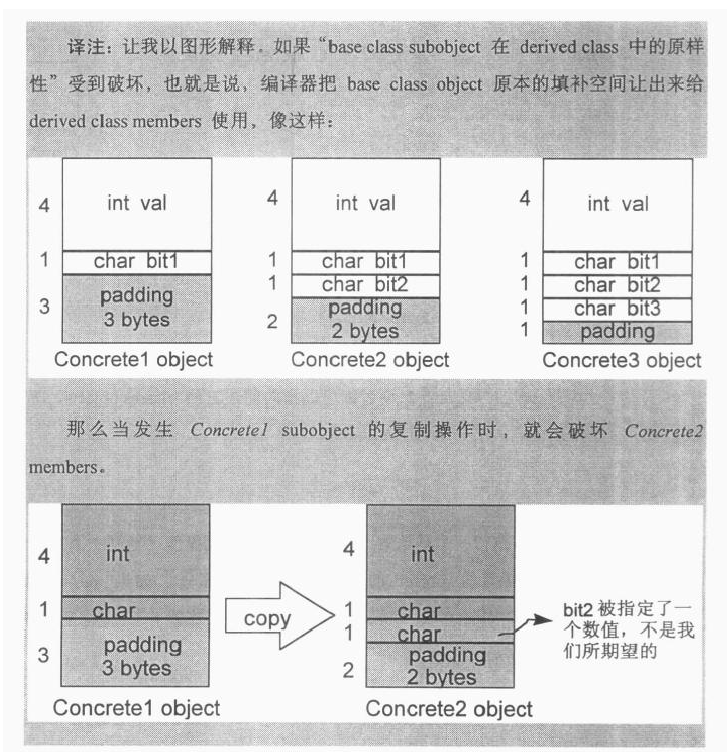 译注：让我以图形解释。如果“base class subobject 在 derived class 中的原样
性”受到破坏，也就是说，编译器把 base class object 原本的填补空间让出来给
derived class members 使用，像这样：
4 int val
1 char bit1
3 padding
3 bytes
Concrete1 object
4 int val
1 char bit1
1 char bit2
2 padding
2 bytes
Concrete2 object
4 int val
1 char bit1
1 char bit2
1 char bit3
1 padding
Concrete3 object
那么当发生 Concrete1 subobject 的复制操作时，就会破坏 Concrete2
members。
4 int
1 char
3 padding
3 bytes
Concrete1 object
copy
4 int
1 char
1 char
2 padding
2 bytes
Concrete2 object
bit2 被指定了一
个数值，不是我
们所期望的